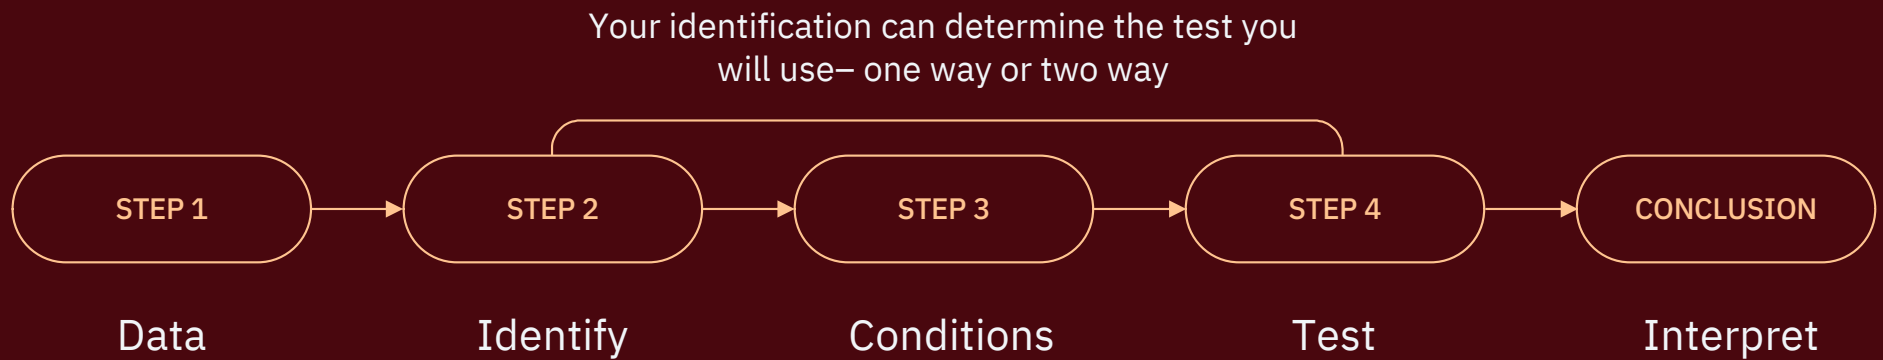 Your identification can determine the test you
will use– one way or two way
STEP 1
STEP 2
STEP 3
STEP 4
CONCLUSION
Data
Identify
Conditions
Test
Interpret